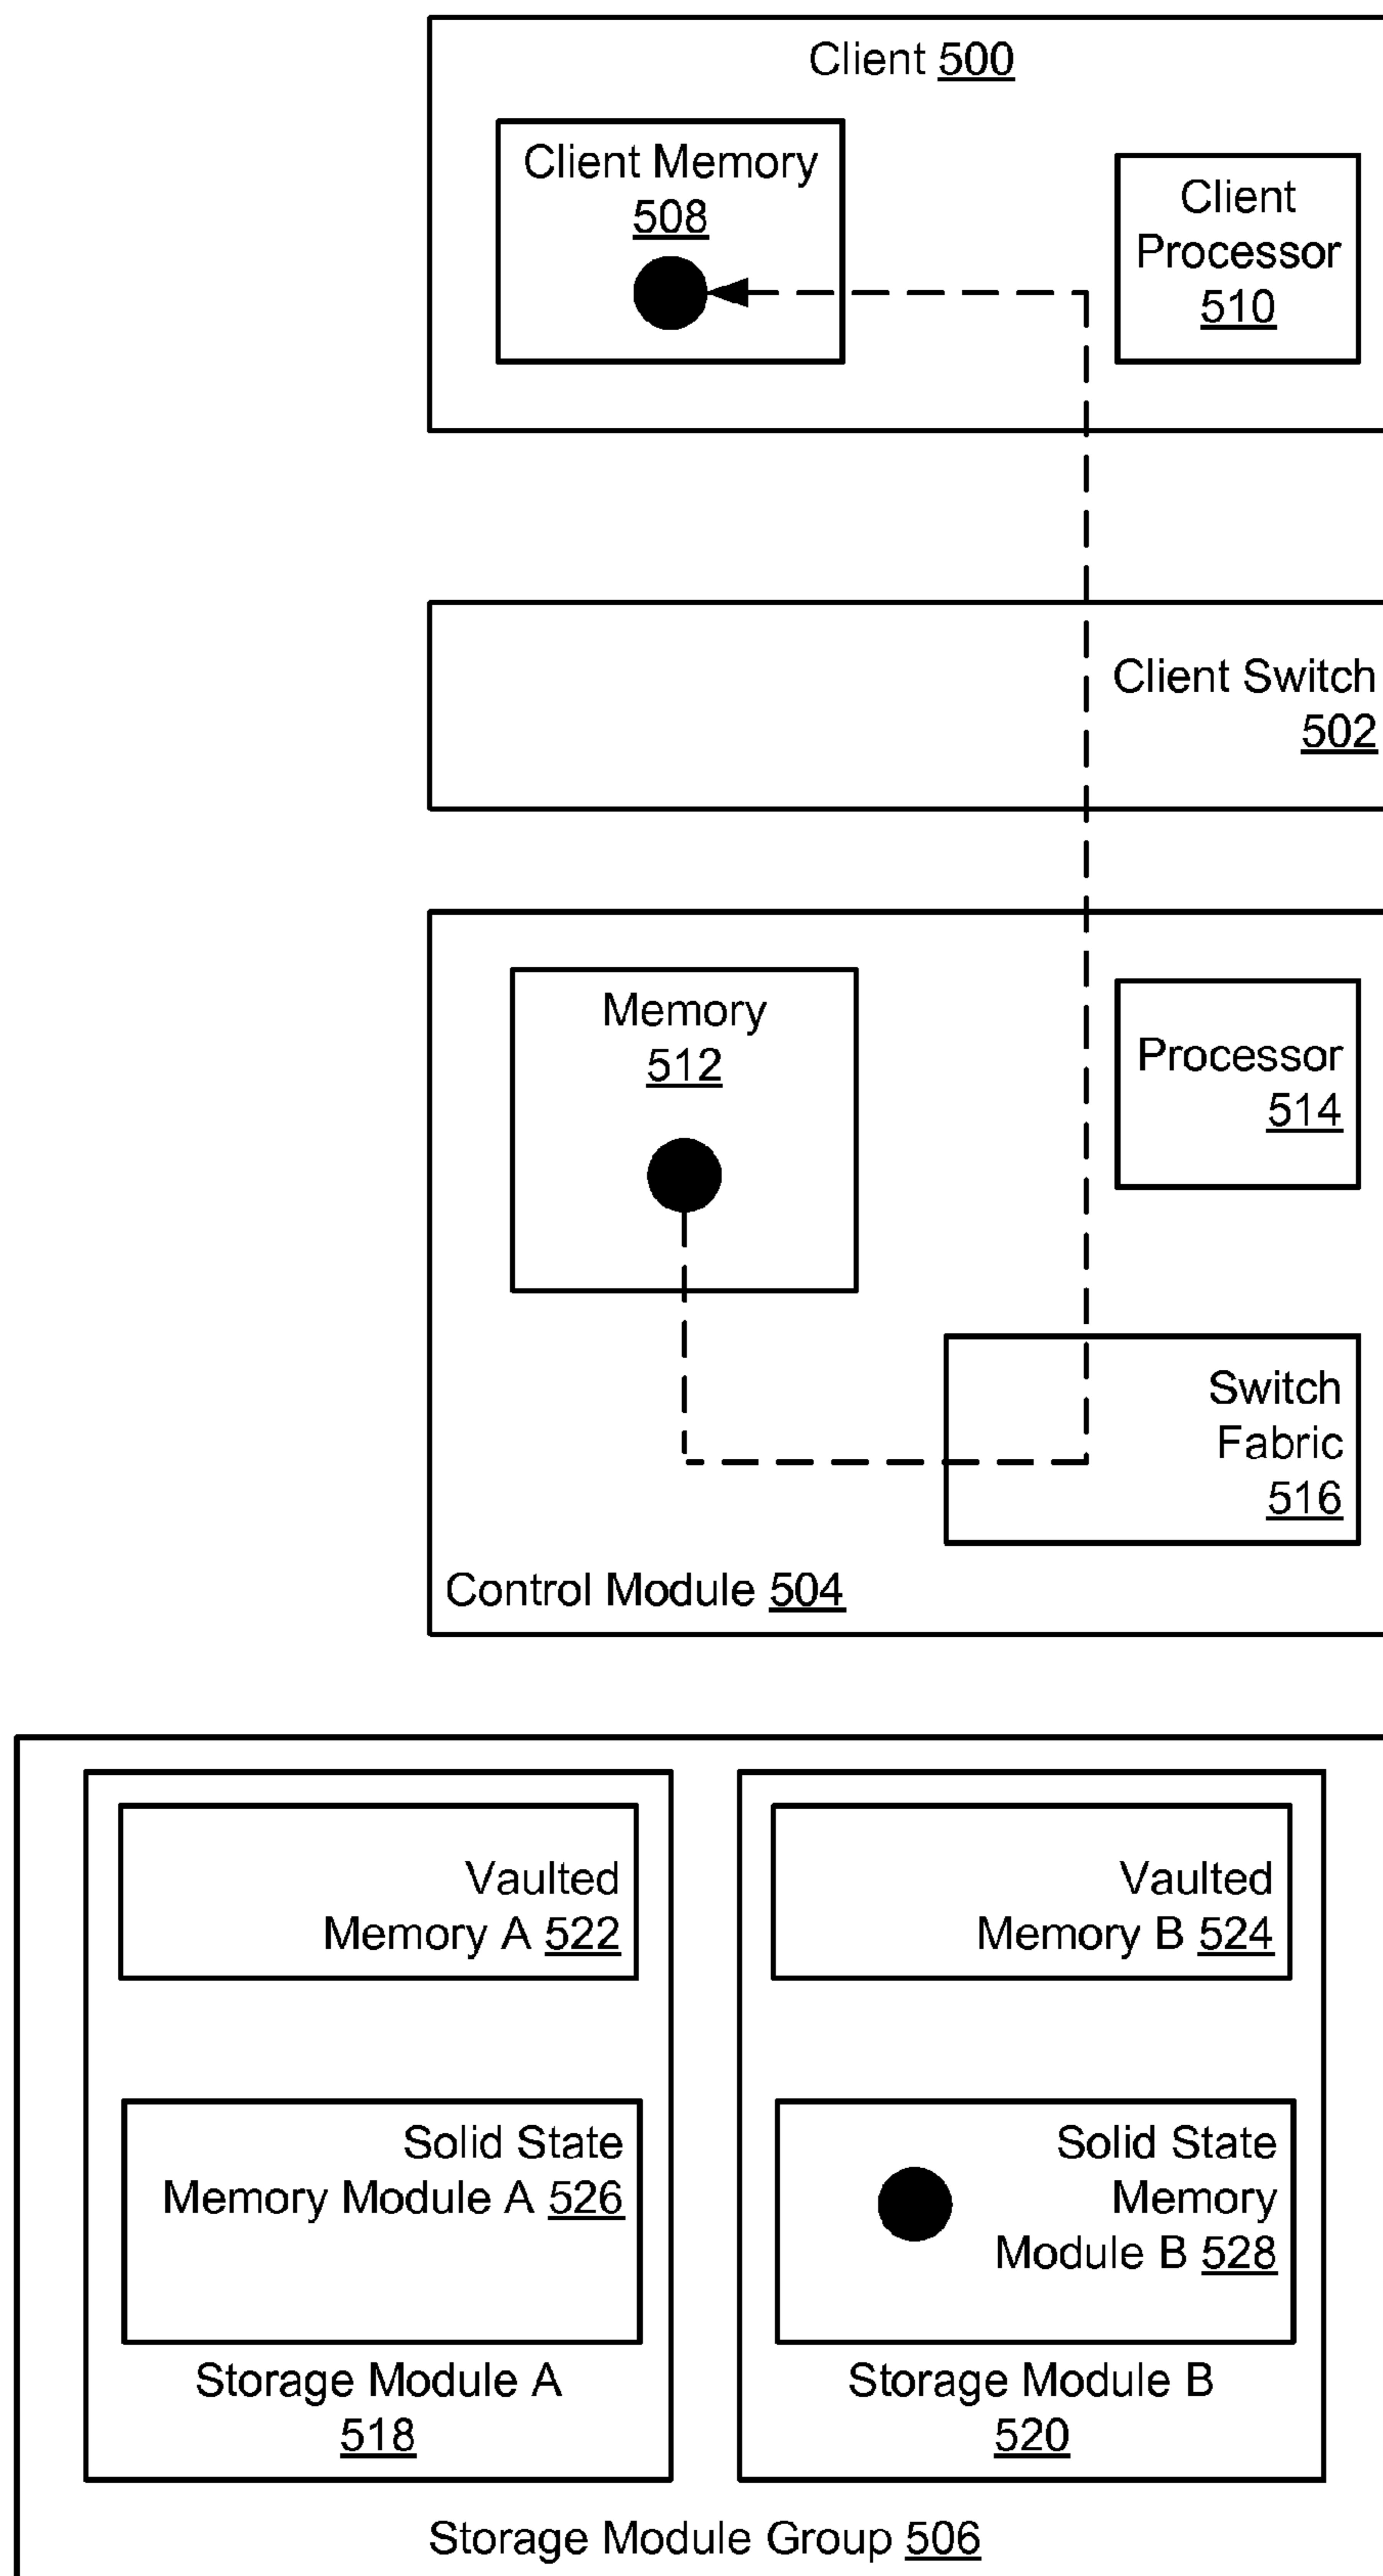 Client 500
Client Memory
508
Client
Processor
510
Client Switch
502
Memory
512
Processor
514
Switch
Fabric
516
Control Module 504
Vaulted
Memory A 522
Vaulted
Memory B 524
Solid State
Memory Module A 526
Solid State
Memory
Module B 528
Storage Module A
518
Storage Module B
520
Storage Module Group 506